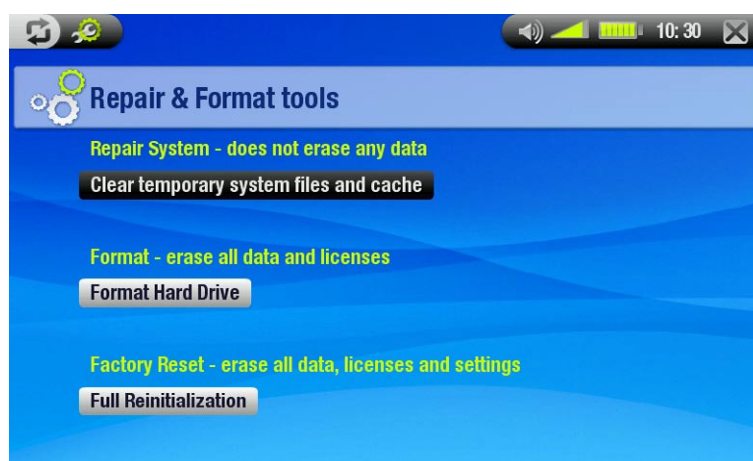 10: 30
Repair & Format tools
Repair System - does not erase any data
Clear temporary system files and cache
Format - erase all data and licenses
Format Hard Drive
Factory Reset - erase all data, licenses and settings
Full Reinitialization